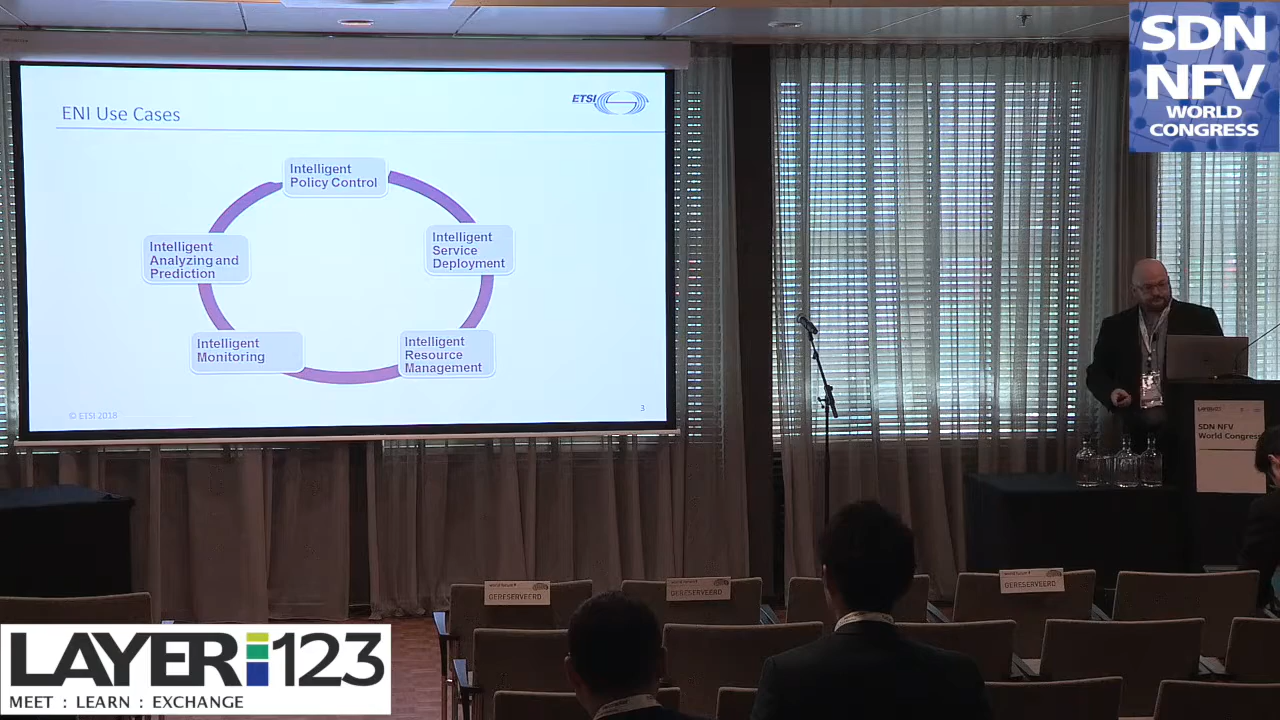 SDN
NFV
WORLD
CONGRESS
ENI Use Cases
ETSI
Intelligent
Policy Control
Intelligent
Service
Deployment
Intelligent
Analyzing and
Prediction
Intelligent
Monitoring
Intelligent
Resource
Management
© ETSI 2018
3
SDN NFV
World Congress
GERESERVEERD
GERESERVEERD
GERESERVEERD
LAYER123
MEET : LEARN : EXCHANGE